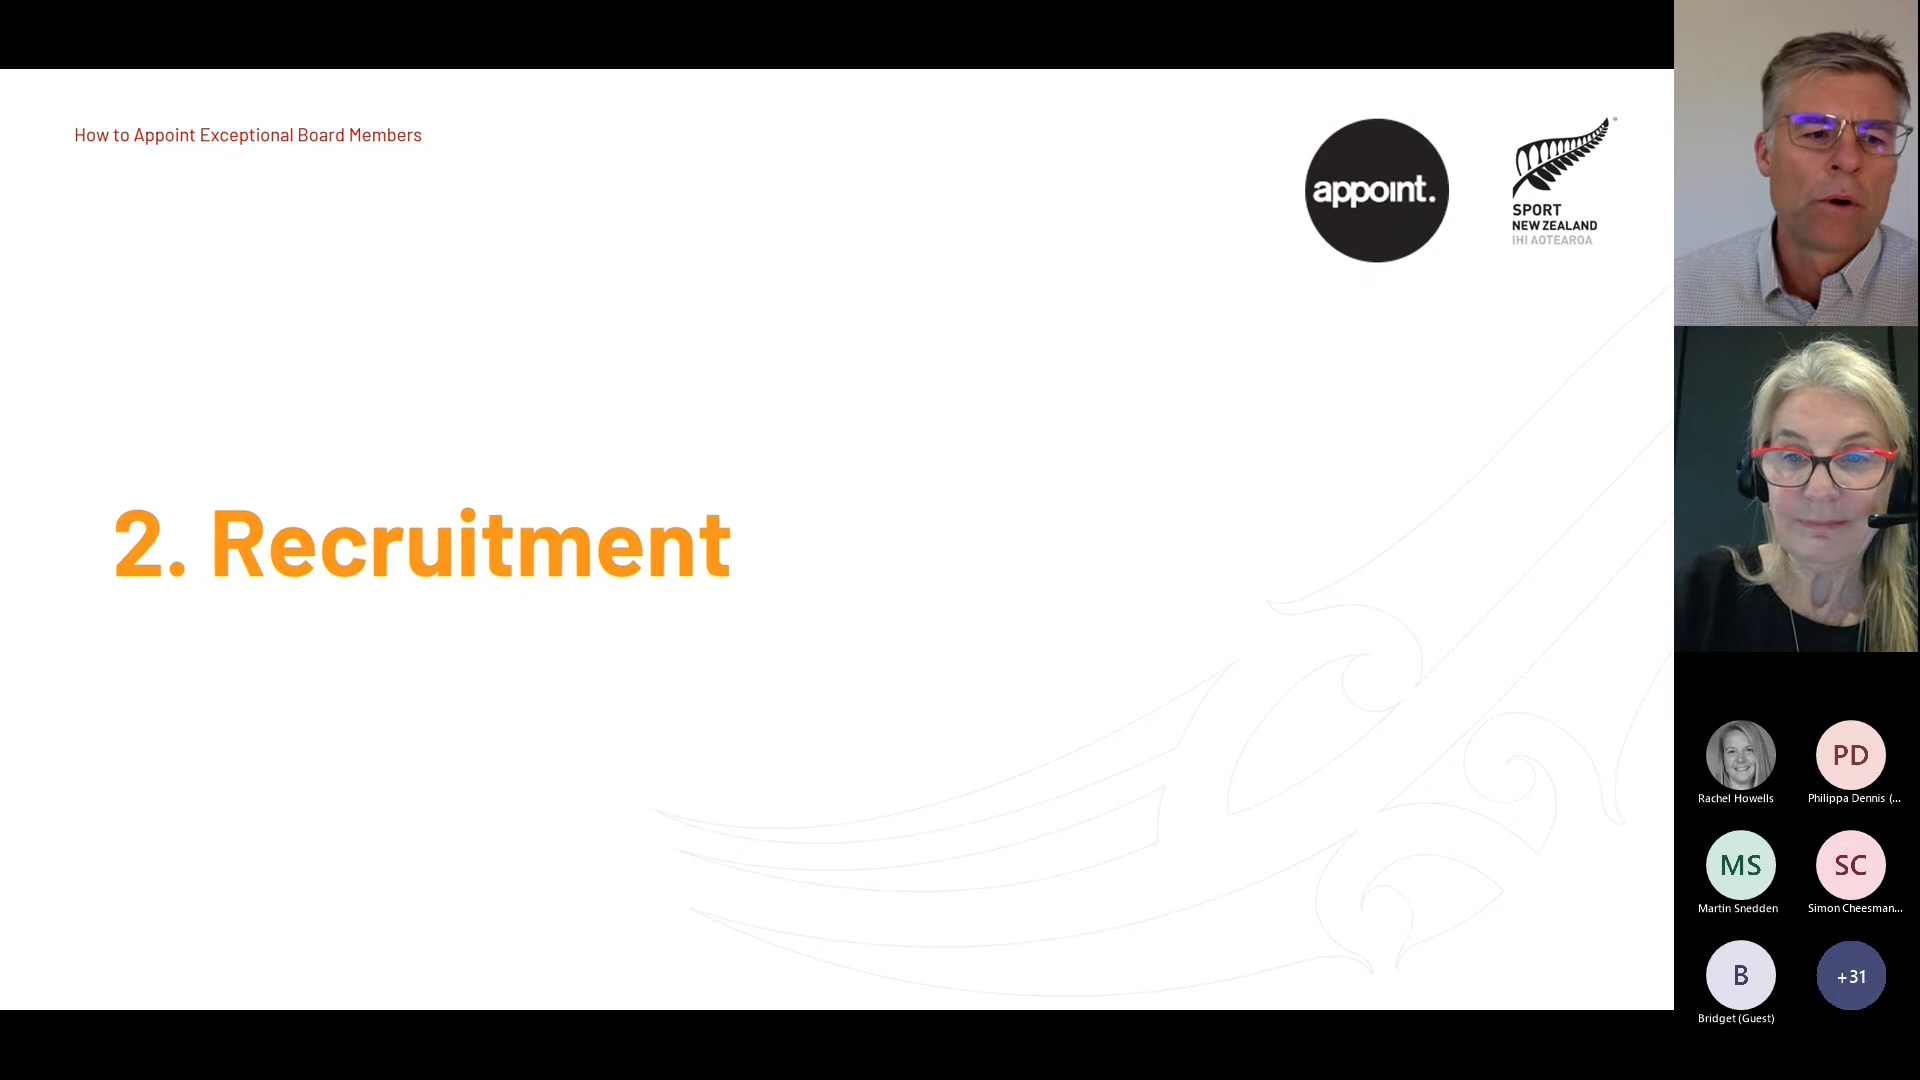 How to Appoint Exceptional Board Members
appoint.
SPORT
NEW ZEALAND
IHI AOTEAROA
2. Recruitment
Rachel Howells
PD
Philippa Dennis (...
MS
Martin Snedden
SC
Simon Cheesman...
B
Bridget (Guest)
+31